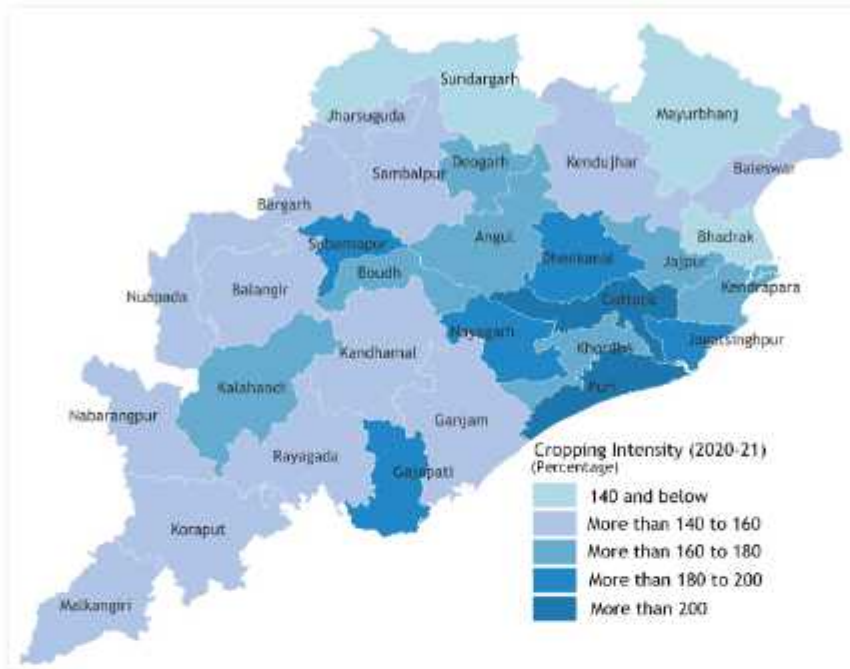 Sundargarh
Jharsuguda
Mayurbhanj
Deogarh
Kendujhar
Sambalpur
Baleswar
Bargarh
Bhadrak
Subarnapur
Angul
Dhenkanal
Jajpur
Boudh
Kendrapara
Nuapada
Balangir
Cuttack
Nayagarh
Jagatsinghpur
Kandhamal
Khordha
Kalahandi
Puri
Nabarangpur
Ganjam
Rayagada
Gajapati
Koraput
Malkangiri
Cropping Intensity (2020-21)
(Percentage)
140 and below
More than 140 to 160
More than 160 to 180
More than 180 to 200
More than 200